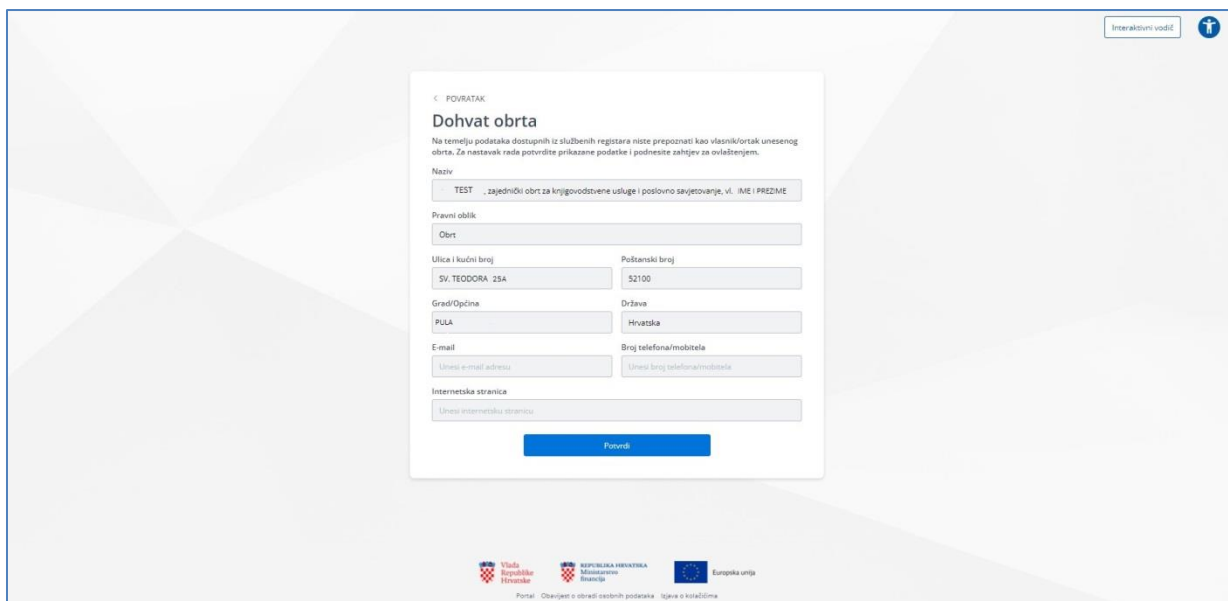 Interaktivni vodič
< POVRATAK
Dohvat obrta
Na temelju podataka dostupnih iz službenih registara niste prepoznati kao vlasnik/ortak unesenog
obrta. Za nastavak rada potvrdite prikazane podatke i podnesite zahtjev za ovlaštenjem.
Naziv
TEST , zajednički obrt za knjigovodstvene usluge i poslovno savjetovanje, vl. IME I PREZIME
Pravni oblik
Obrt
Ulica i kućni broj Poštanski broj
SV. TEODORA 25A 52100
Grad/Općina Država
PULA Hrvatska
E-mail Broj telefona/mobitela
Unesi e-mail adresu Unesi broj telefona/mobitela
Internetska stranica
Unesi internetsku stranicu
Potvrdi
Vlada
Republike
Hrvatske
REPUBLIKA HRVATSKA
Ministarstvo
financija
Europska unija
Portal Obavijest o obradi osobnih podataka Izjava o kolačićima